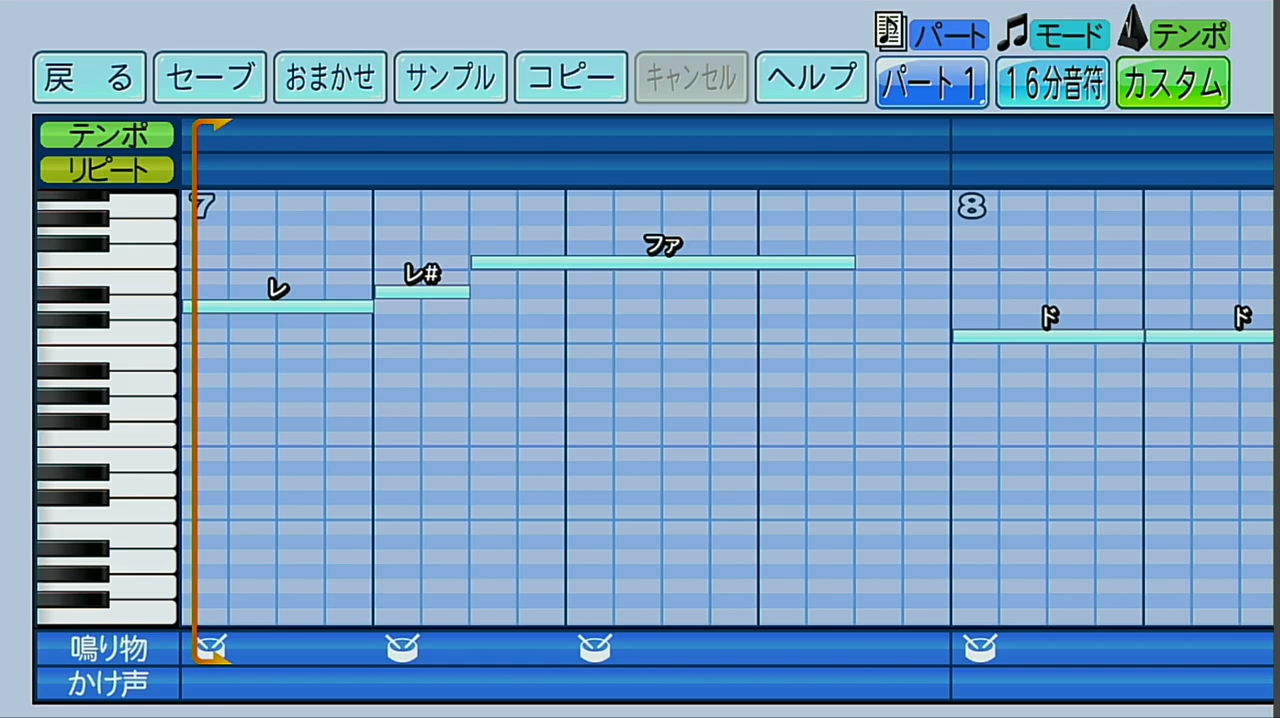 パート モード テンポ
戻る セーブ おまかせ サンプル コピー キャンセル ヘルプ パート1 16分音符 カスタム
テンポ
リピート
7 8
ファ
レ レ#
ド ド
鳴り物
かけ声